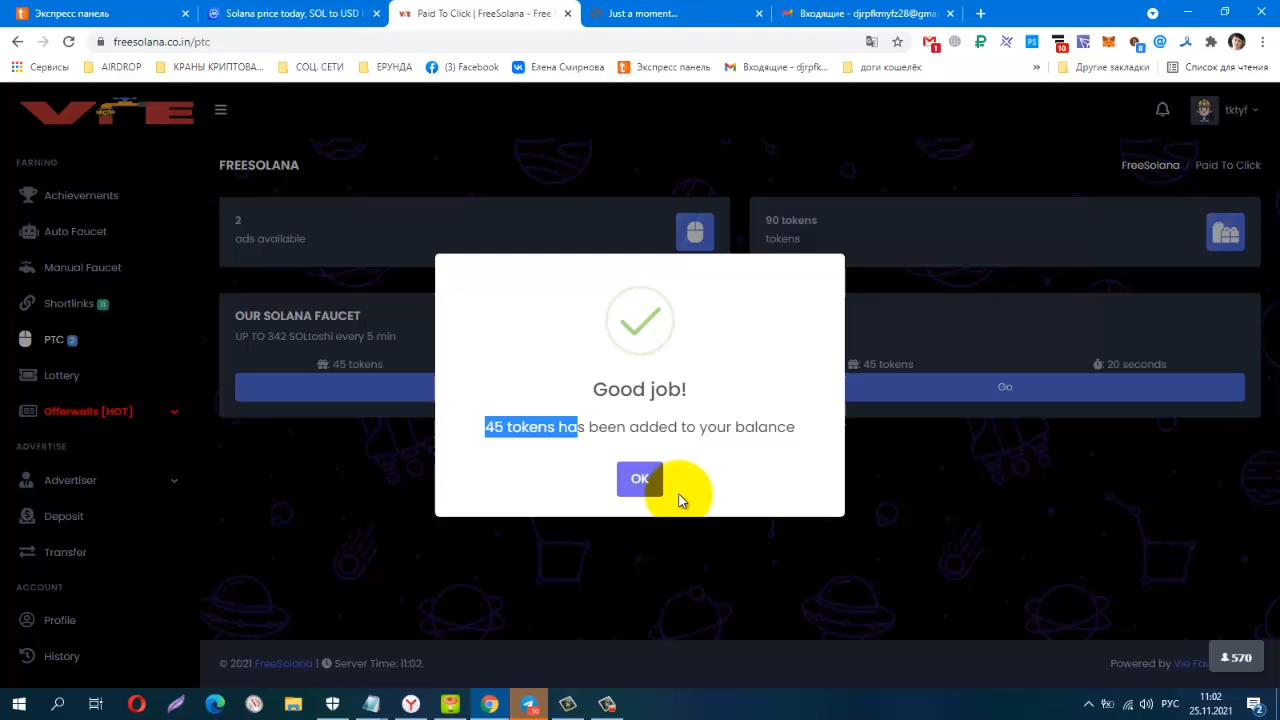 Экспресс панель
Solana price today, SOL to USD
Paid To Click | FreeSolana - Free
Just a moment...
Входящие - djrpfkmyfz28@gma
freesolana.co.in/ptc
Сервисы
AIRDROP
КРАНЫ КРИПТОВА...
СОЦ. СЕТИ
ЕРУНДА
(3) Facebook
Елена Смирнова
Экспресс панель
Входящие - djrpfk...
доги кошелёк
»
Другие закладки
Список для чтения
VIE
tktyf
EARNING
Achievements
Auto Faucet
Manual Faucet
Shortlinks 11
PTC 2
Lottery
Offerwalls [HOT]
ADVERTISE
Advertiser
Deposit
Transfer
ACCOUNT
Profile
History
FREESOLANA
FreeSolana / Paid To Click
2
ads available
90 tokens
tokens
OUR SOLANA FAUCET
UP TO 342 SOLtoshi every 5 min
: 45 tokens
: 45 tokens
: 20 seconds
Go
Good job!
45 tokens has been added to your balance
OK
© 2021 FreeSolana | Server Time: 11:02.
Powered by Vie Fau
570
РУС
11:02
25.11.2021